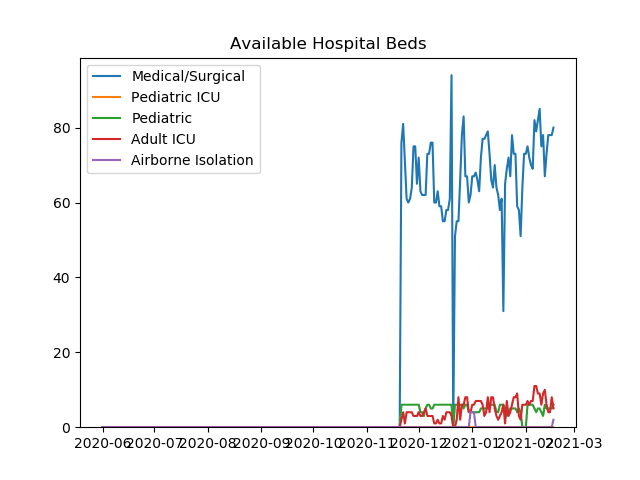 Available Hospital Beds
Medical/Surgical
Pediatric ICU
Pediatric
Adult ICU
Airborne Isolation
80
60
40
20
0
2020-06 2020-07 2020-08 2020-09 2020-10 2020-11 2020-12 2021-01 2021-02 2021-03